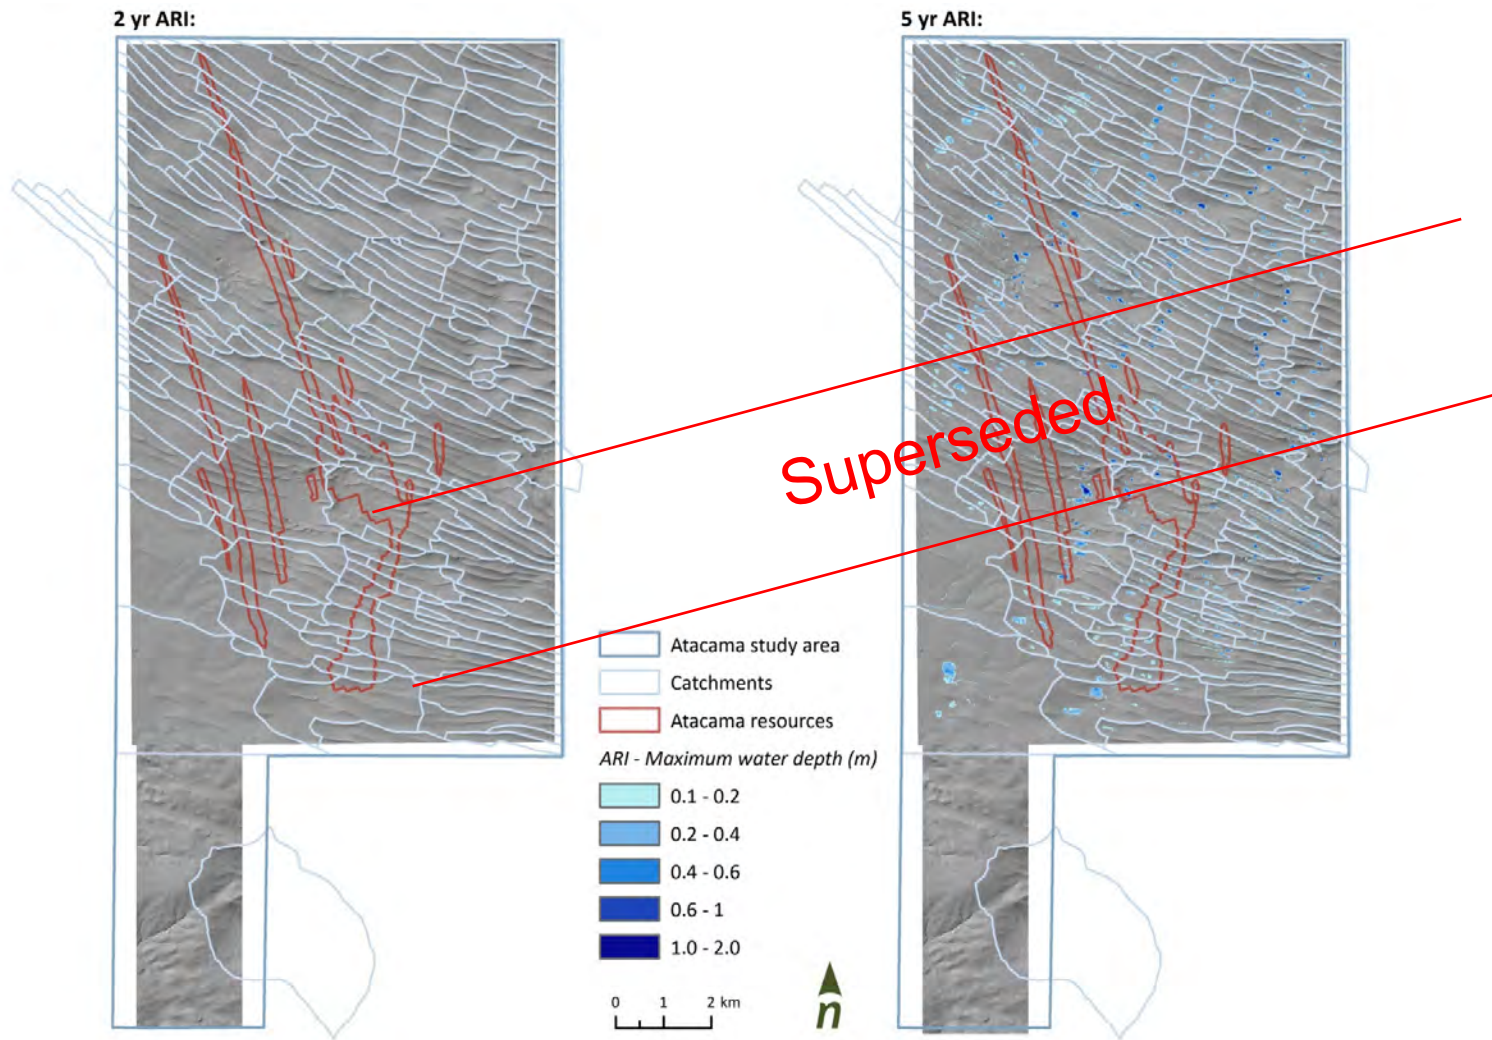 2 yr ARI:
5 yr ARI:
Superseded
Atacama study area
Catchments
Atacama resources
ARI - Maximum water depth (m)
0.1 - 0.2
0.2 - 0.4
0.4 - 0.6
0.6 - 1
1.0 - 2.0
0 1 2 km
n